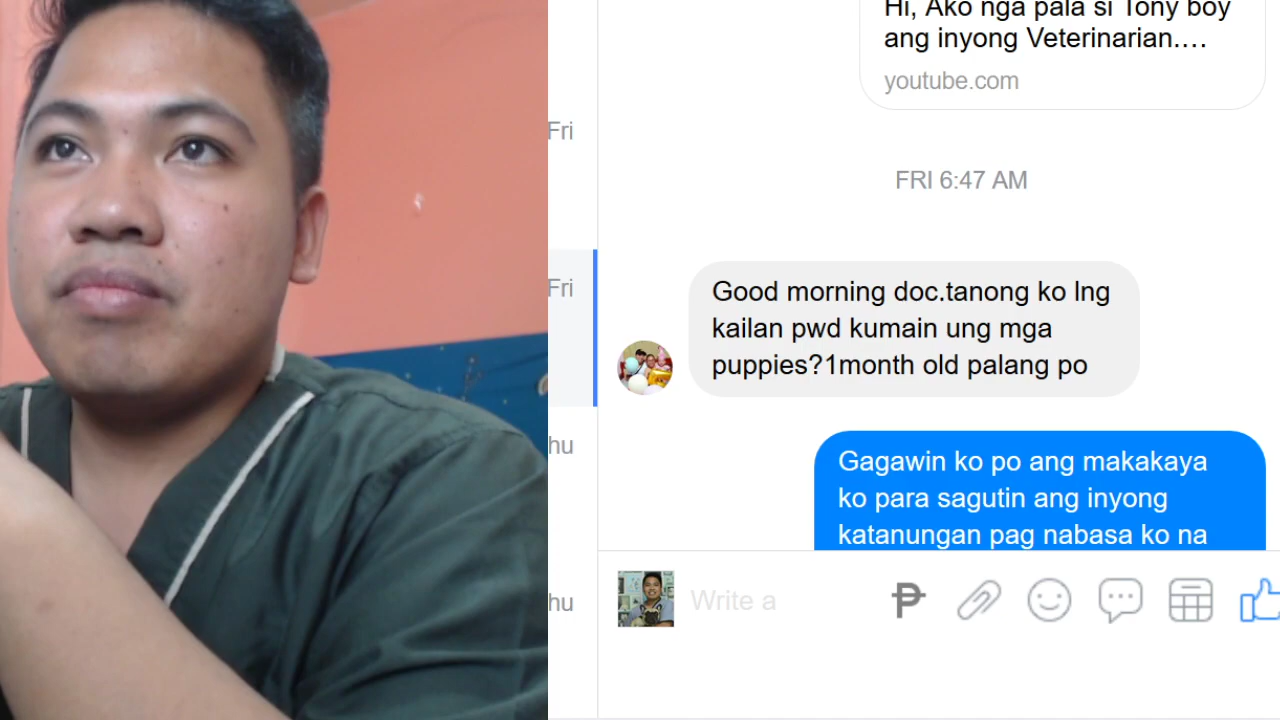 Hi, Ako nga pala si Tony boy
ang inyong Veterinarian....
youtube.com
Fri
FRI 6:47 AM
Fri
Good morning doc.tanong ko lng
kailan pwd kumain ung mga
puppies?1month old palang po
hu
Gagawin ko po ang makakaya
ko para sagutin ang inyong
katanungan pag nabasa ko na
hu
Write a
₱